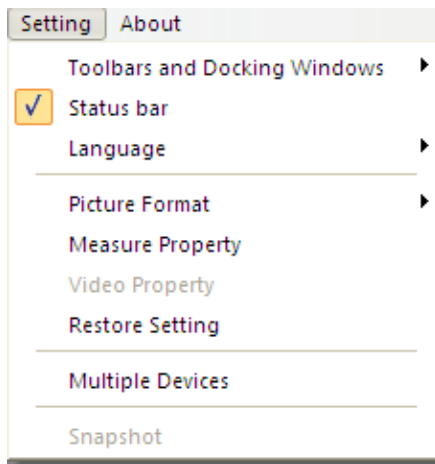 Setting About
Toolbars and Docking Windows
Status bar
Language
Picture Format
Measure Property
Video Property
Restore Setting
Multiple Devices
Snapshot